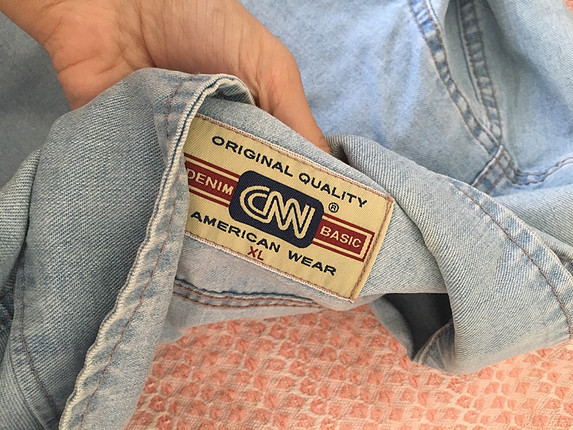 ORIGINAL QUALITY
DENIM CNN ® BASIC
AMERICAN WEAR
XL